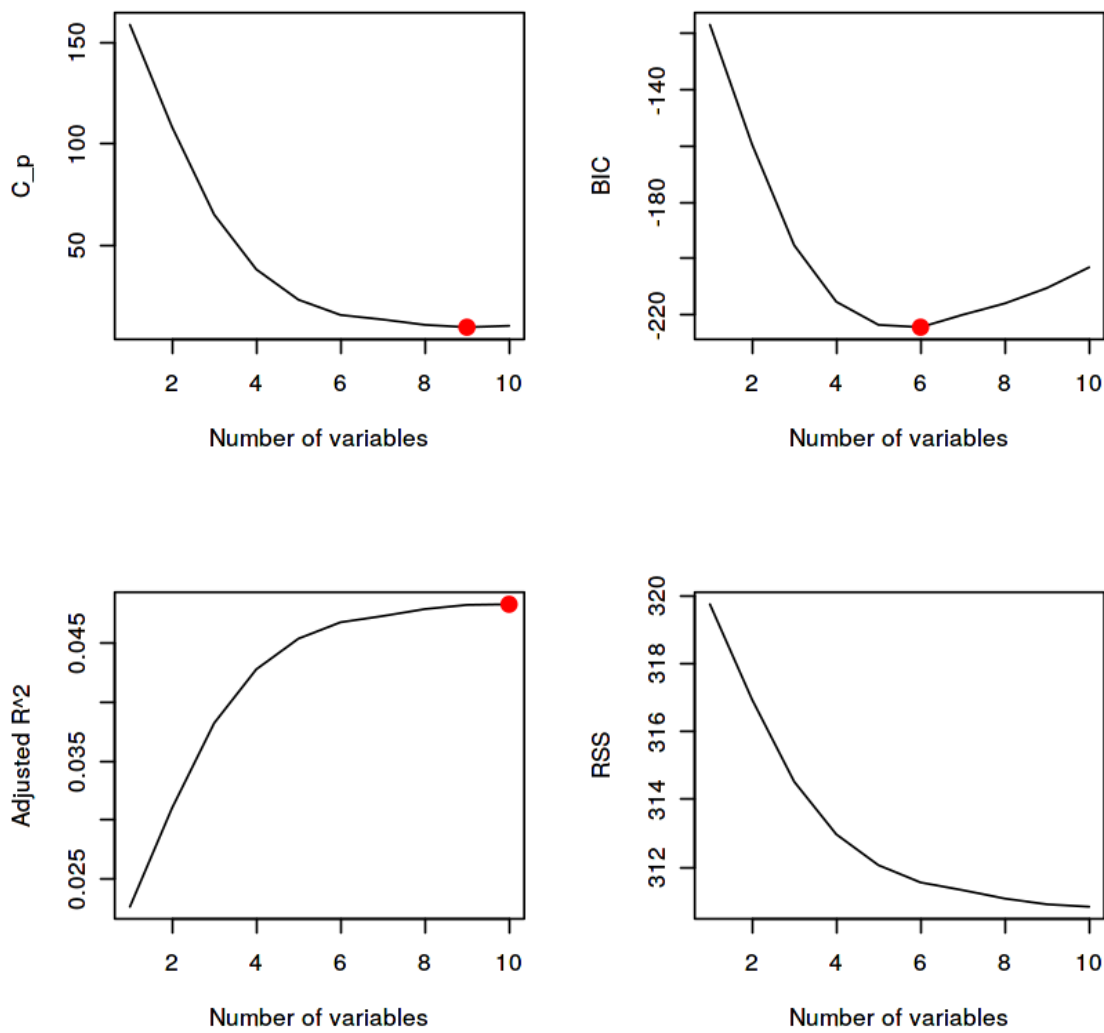 C_p
150
100
50
2 4 6 8 10
Number of variables
BIC
-140
-180
-220
2 4 6 8 10
Number of variables
Adjusted R^2
0.045
0.035
0.025
2 4 6 8 10
Number of variables
RSS
320
318
316
314
312
2 4 6 8 10
Number of variables